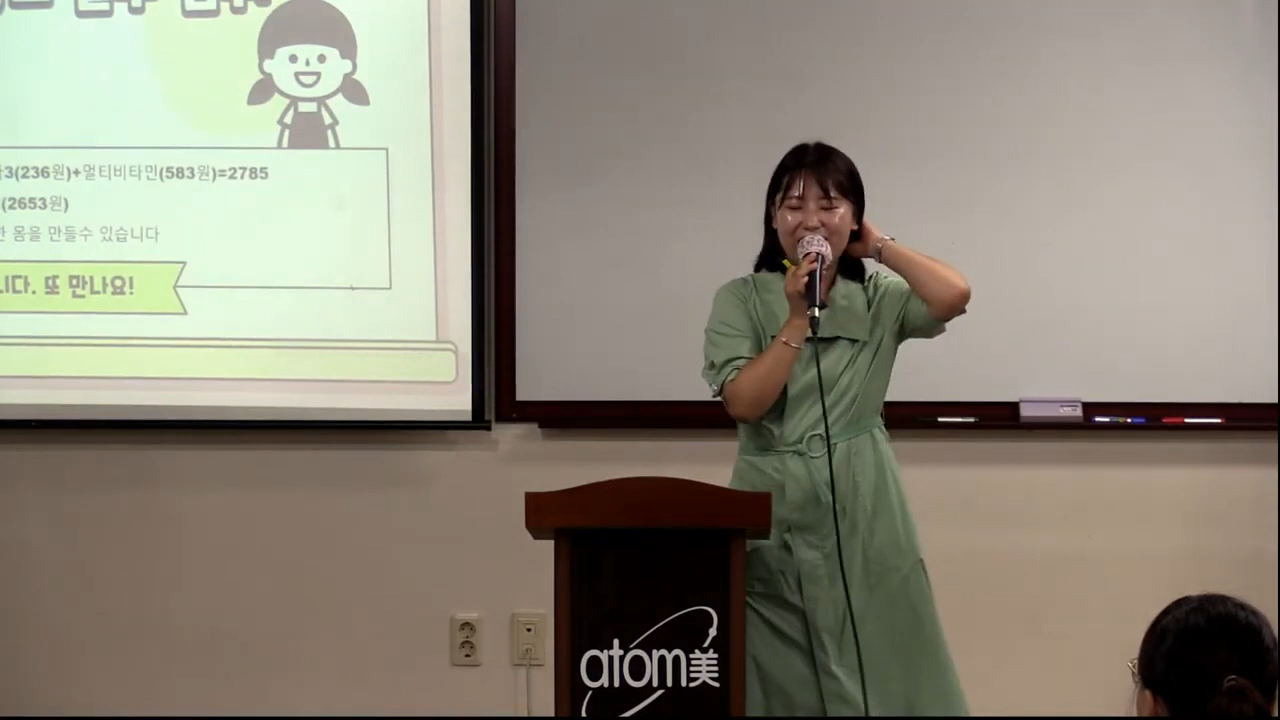 3(236원)+멀티비타민(583원)=2785
(2653원)
한 몸을 만들수 있습니다
니다. 또 만나요!
atom美